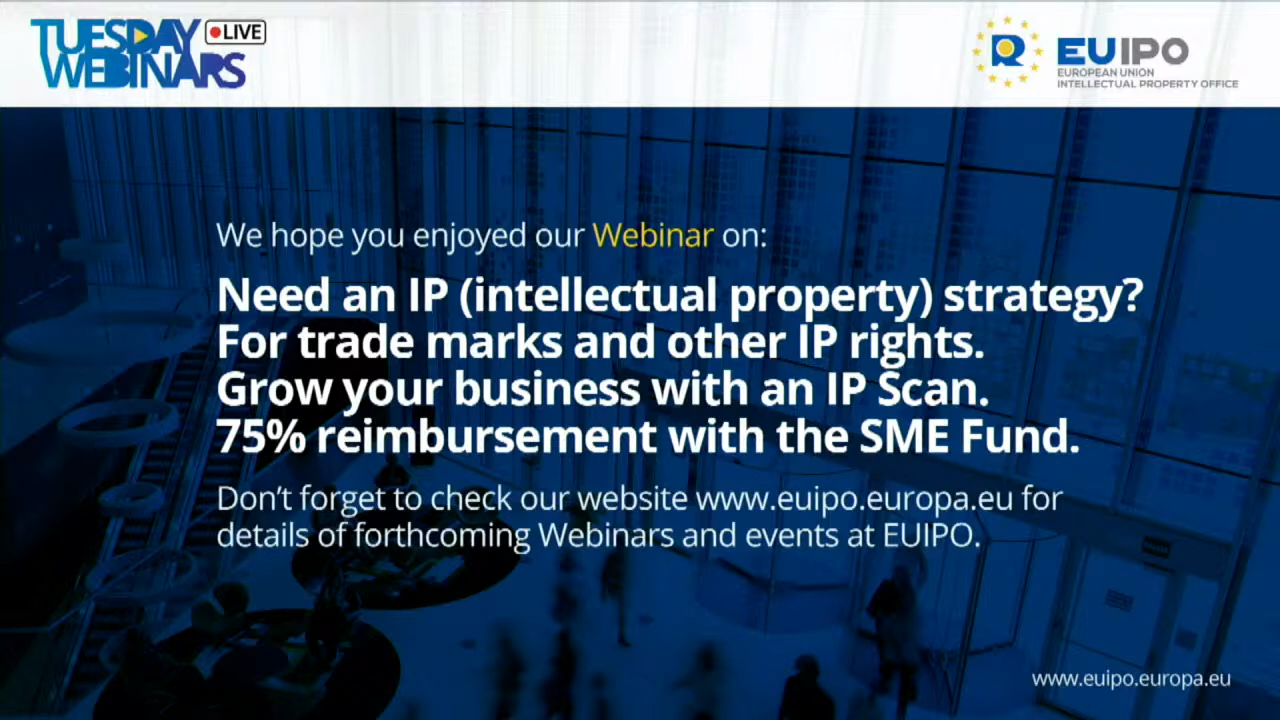 TUESDAY LIVE
WEBINARS
R
EUIPO
EUROPEAN UNION
INTELLECTUAL PROPERTY OFFICE
We hope you enjoyed our Webinar on:
Need an IP (intellectual property) strategy?
For trade marks and other IP rights.
Grow your business with an IP Scan.
75% reimbursement with the SME Fund.
Don't forget to check our website www.euipo.europa.eu for
details of forthcoming Webinars and events at EUIPO.
www.euipo.europa.eu